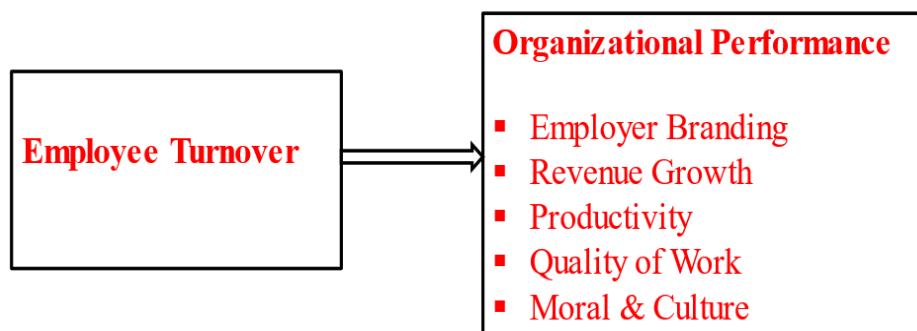 Employee Turnover
Organizational Performance
▪ Employer Branding
▪ Revenue Growth
▪ Productivity
▪ Quality of Work
▪ Moral & Culture